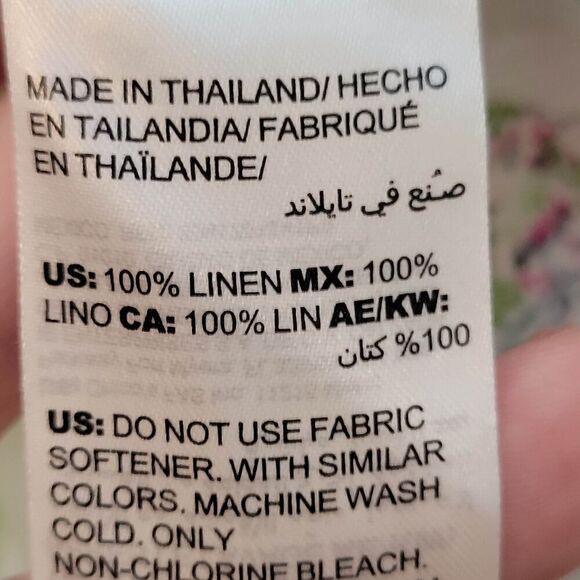 MADE IN THAILAND/ HECHO
EN TAILANDIA/ FABRIQUÉ
EN THAÏLANDE/
صُنع في تايلاند
US: 100% LINEN MX: 100%
LINO CA: 100% LIN AE/KW:
100% كتان
US: DO NOT USE FABRIC
SOFTENER. WITH SIMILAR
COLORS. MACHINE WASH
COLD. ONLY
NON-CHLORINE BLEACH.